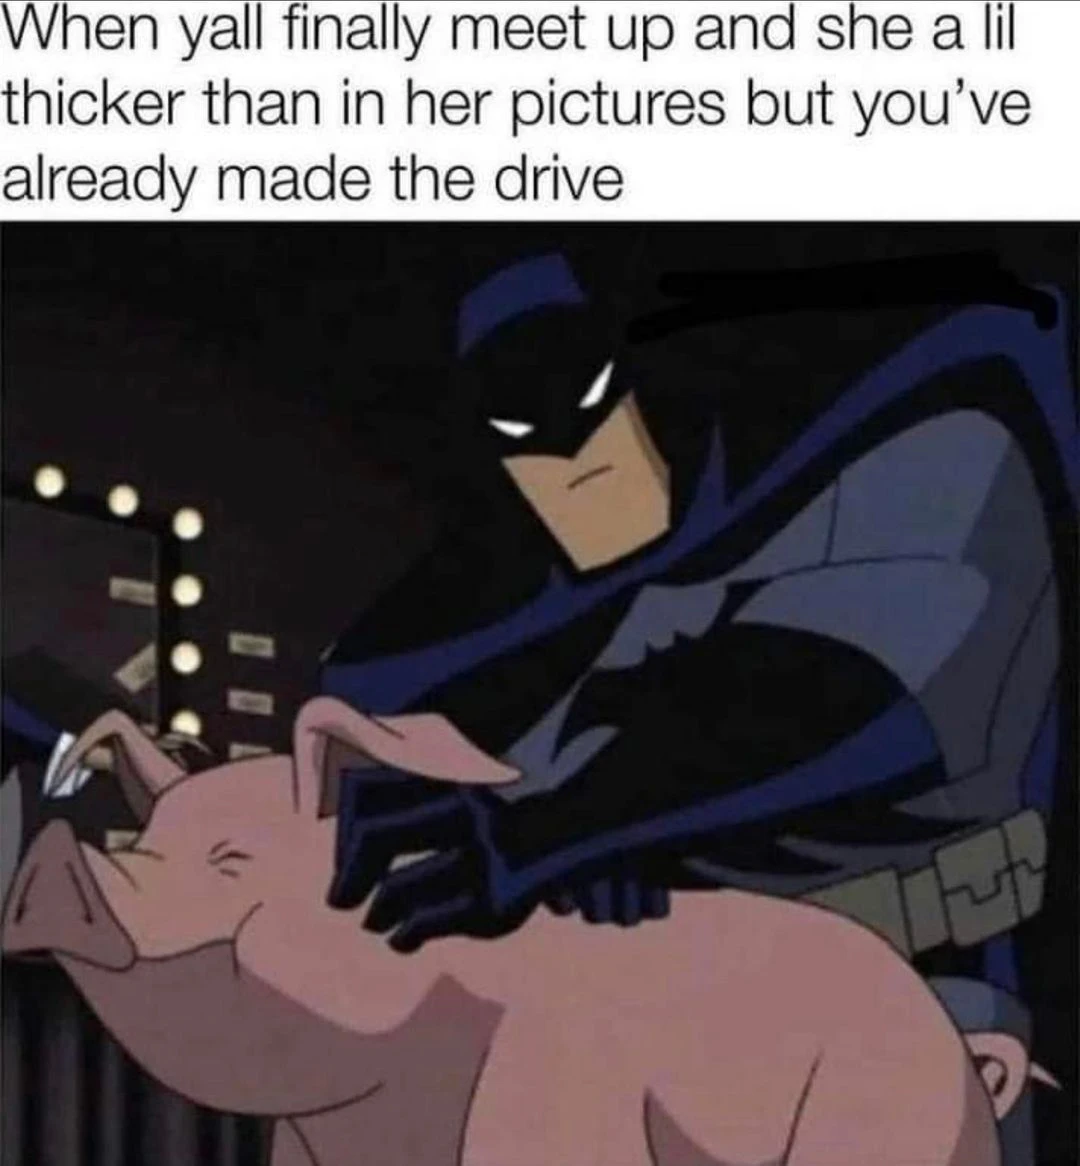 When yall finally meet up and she a lil
thicker than in her pictures but you’ve
already made the drive